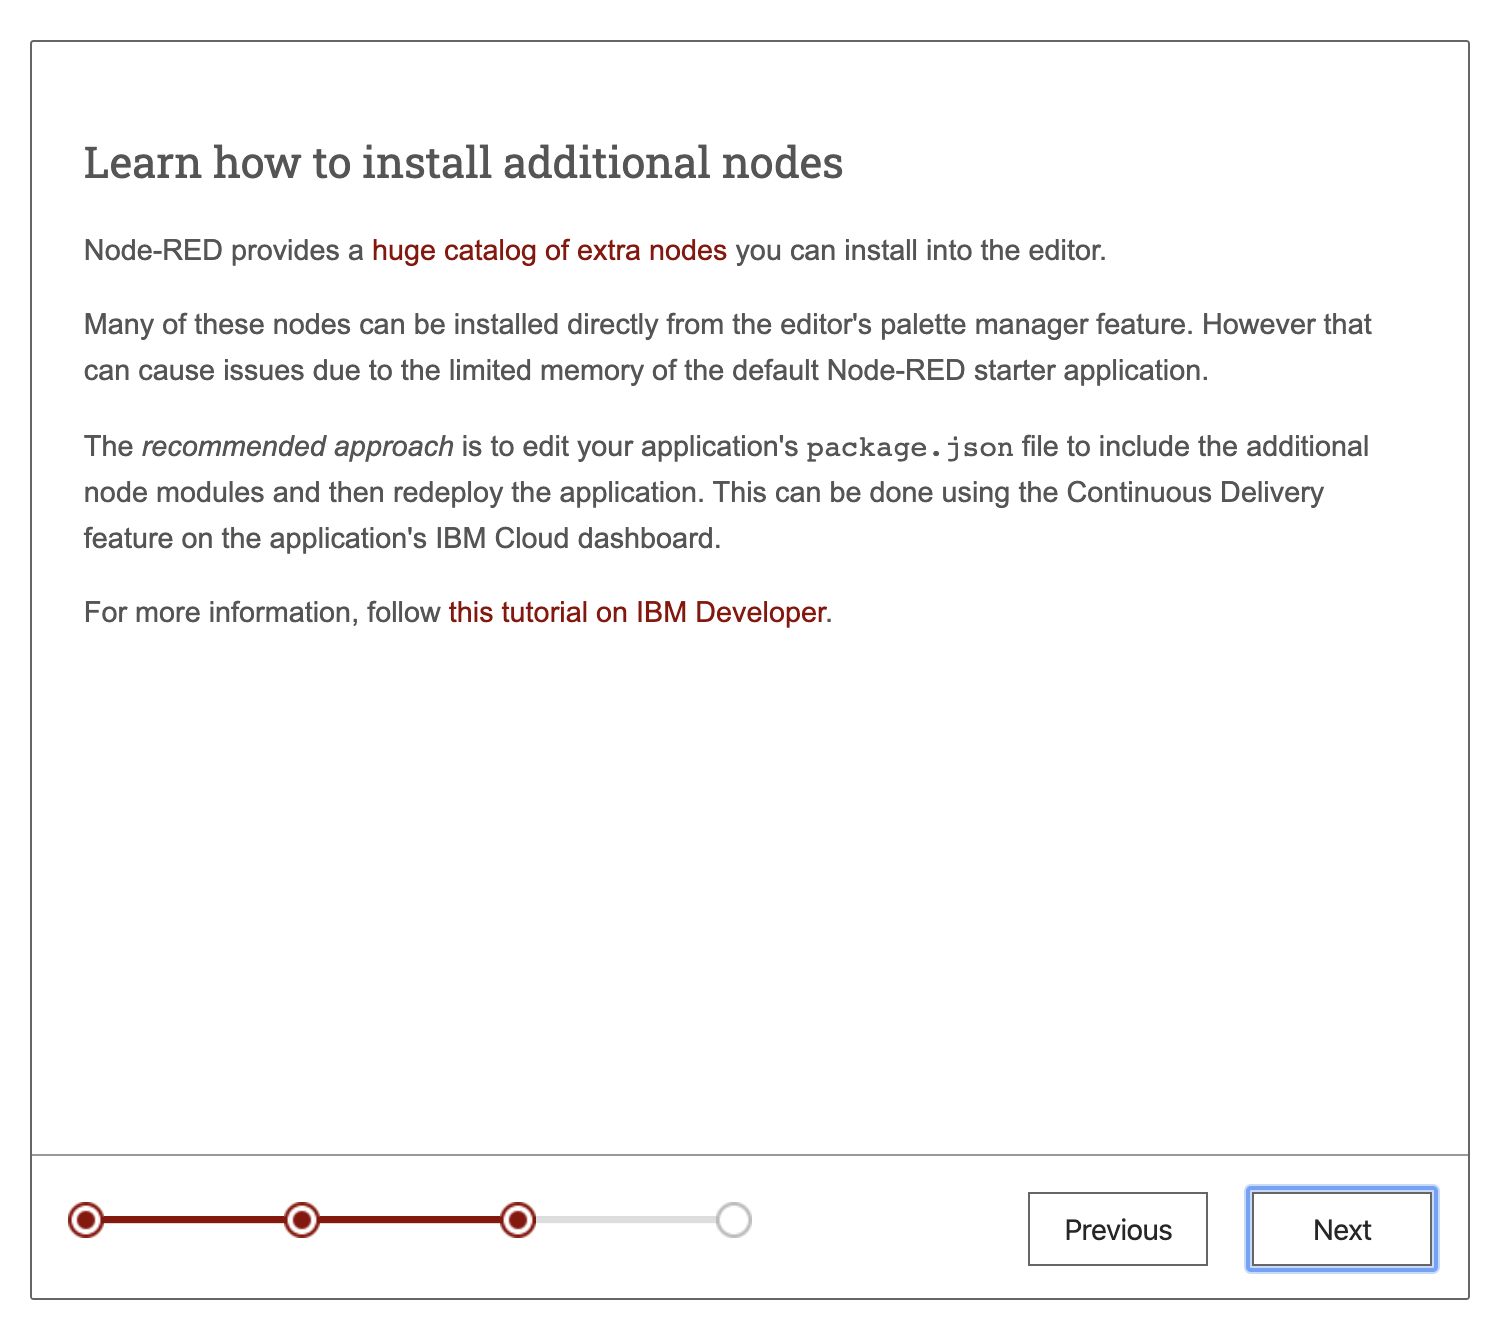 Learn how to install additional nodes
Node-RED provides a huge catalog of extra nodes you can install into the editor.
Many of these nodes can be installed directly from the editor's palette manager feature. However that
can cause issues due to the limited memory of the default Node-RED starter application.
The recommended approach is to edit your application's package.json file to include the additional
node modules and then redeploy the application. This can be done using the Continuous Delivery
feature on the application's IBM Cloud dashboard.
For more information, follow this tutorial on IBM Developer.
Previous
Next